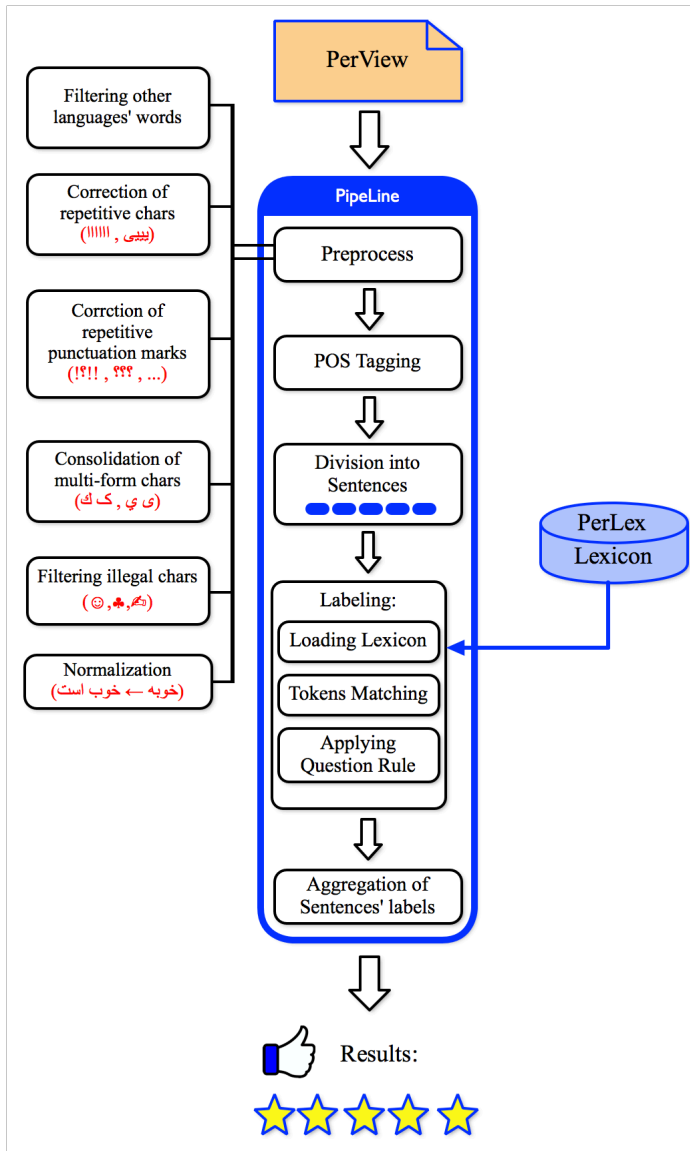 PerView
Filtering other
languages' words
Correction of
repetitive chars
(یییی , اااااا)
Corrction of
repetitive
punctuation marks
(!؟!! , ؟؟؟ , ...)
Consolidation of
multi-form chars
(ی ي , ک ك)
Filtering illegal chars
(☺,♣,✍)
Normalization
(خوبه ← خوب است)
PipeLine
Preprocess
POS Tagging
Division into
Sentences
Labeling:
Loading Lexicon
Tokens Matching
Applying
Question Rule
Aggregation of
Sentences' labels
PerLex
Lexicon
Results: